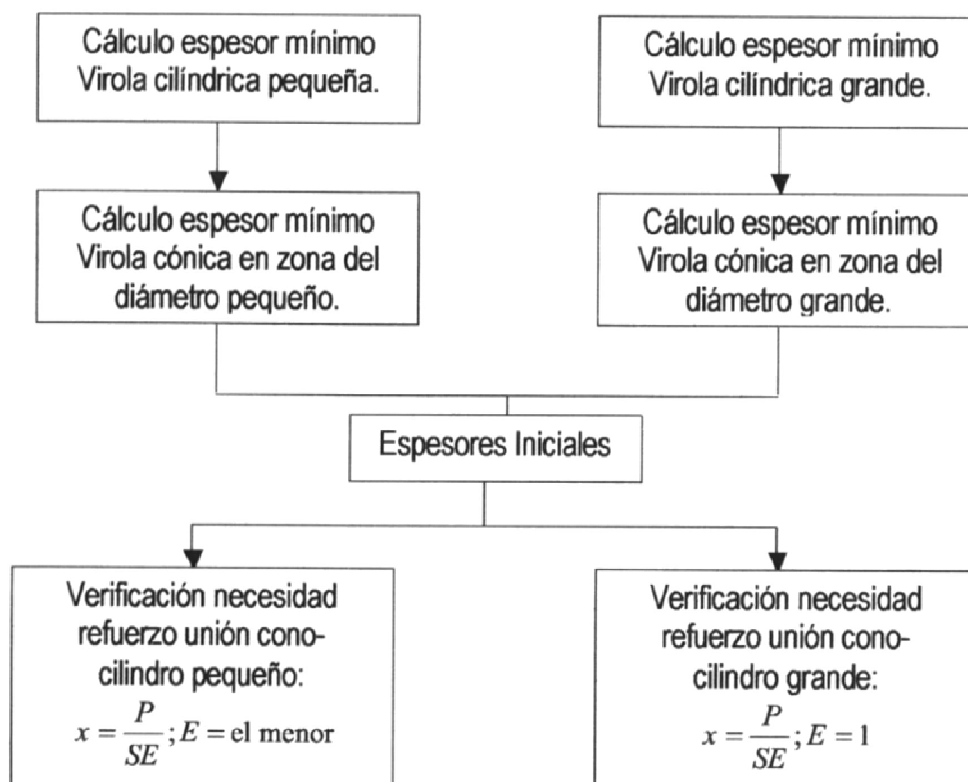 Cálculo espesor mínimo
Virola cilíndrica pequeña.
Cálculo espesor mínimo
Virola cilíndrica grande.
Cálculo espesor mínimo
Virola cónica en zona del
diámetro pequeño.
Cálculo espesor mínimo
Virola cónica en zona del
diámetro grande.
Espesores Iniciales
Verificación necesidad
refuerzo unión cono-
cilindro pequeño:
x = P/SE ; E = el menor
Verificación necesidad
refuerzo unión cono-
cilindro grande:
x = P/SE ; E = 1